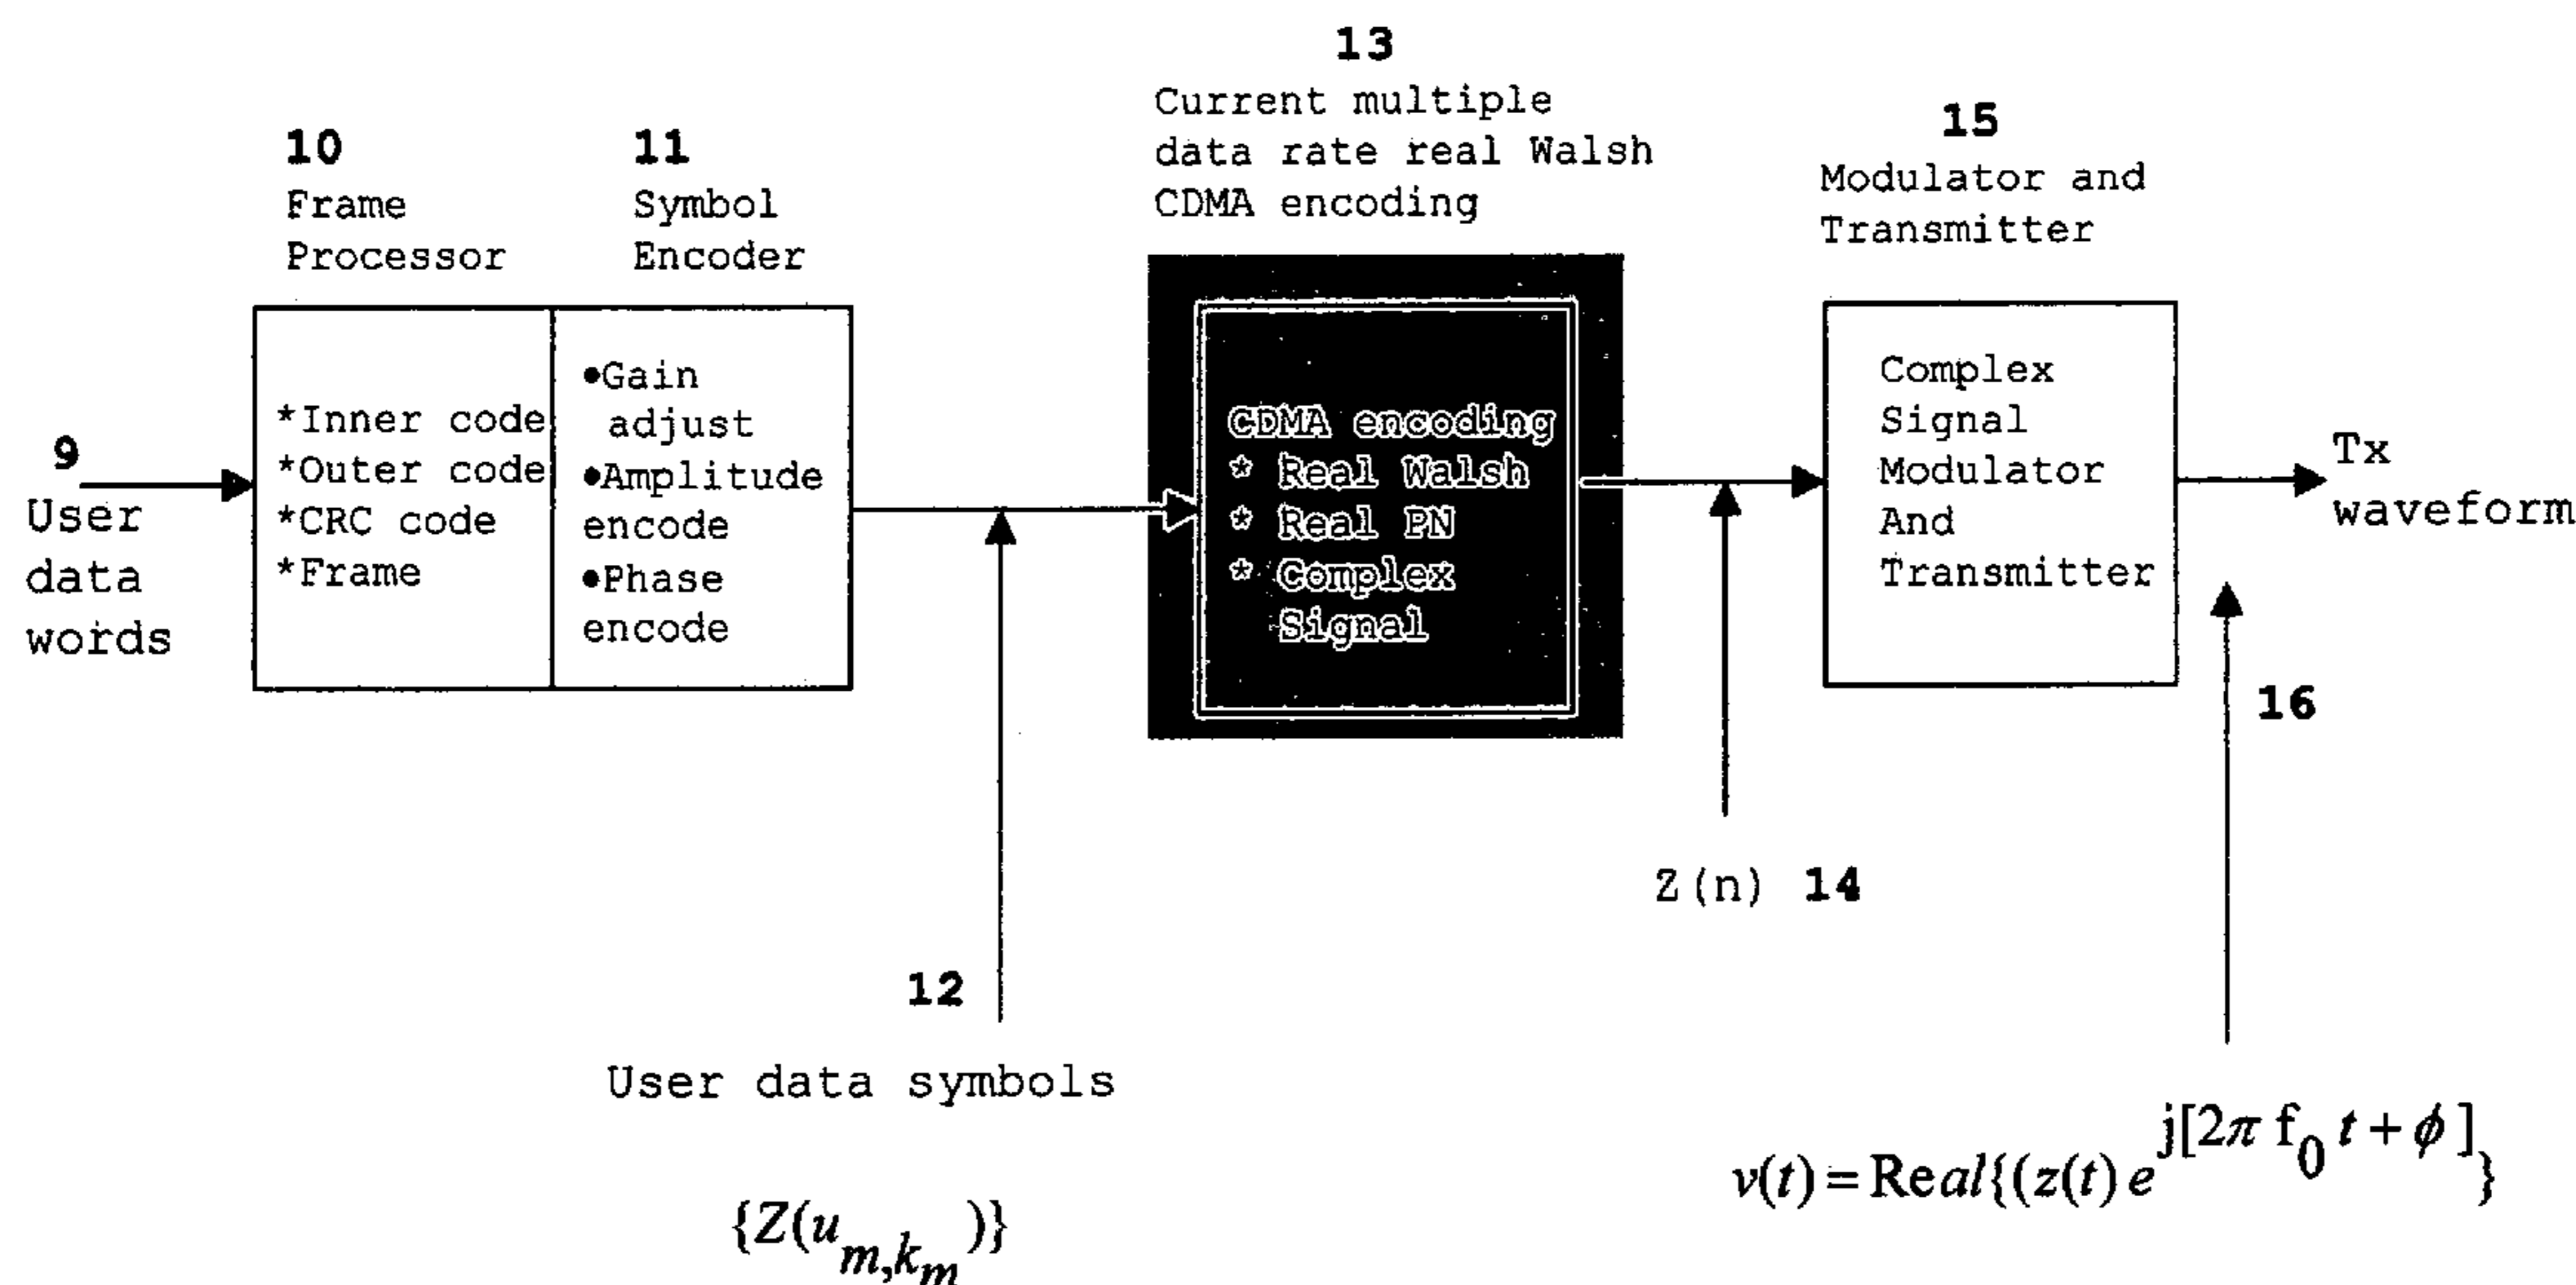 9
User
data
words
10
Frame
Processor
*Inner code
*Outer code
*CRC code
*Frame
11
Symbol
Encoder
•Gain
adjust
•Amplitude
encode
•Phase
encode
12
User data symbols
{Z(u_{m,k_m})}
13
Current multiple
data rate real Walsh
CDMA encoding
CDMA encoding
* Real Walsh
* Real PN
* Complex
Signal
Z(n) 14
15
Modulator and
Transmitter
Complex
Signal
Modulator
And
Transmitter
Tx
waveform
16
v(t) = Real{(z(t) e^{j[2π f_0 t + ϕ]}}